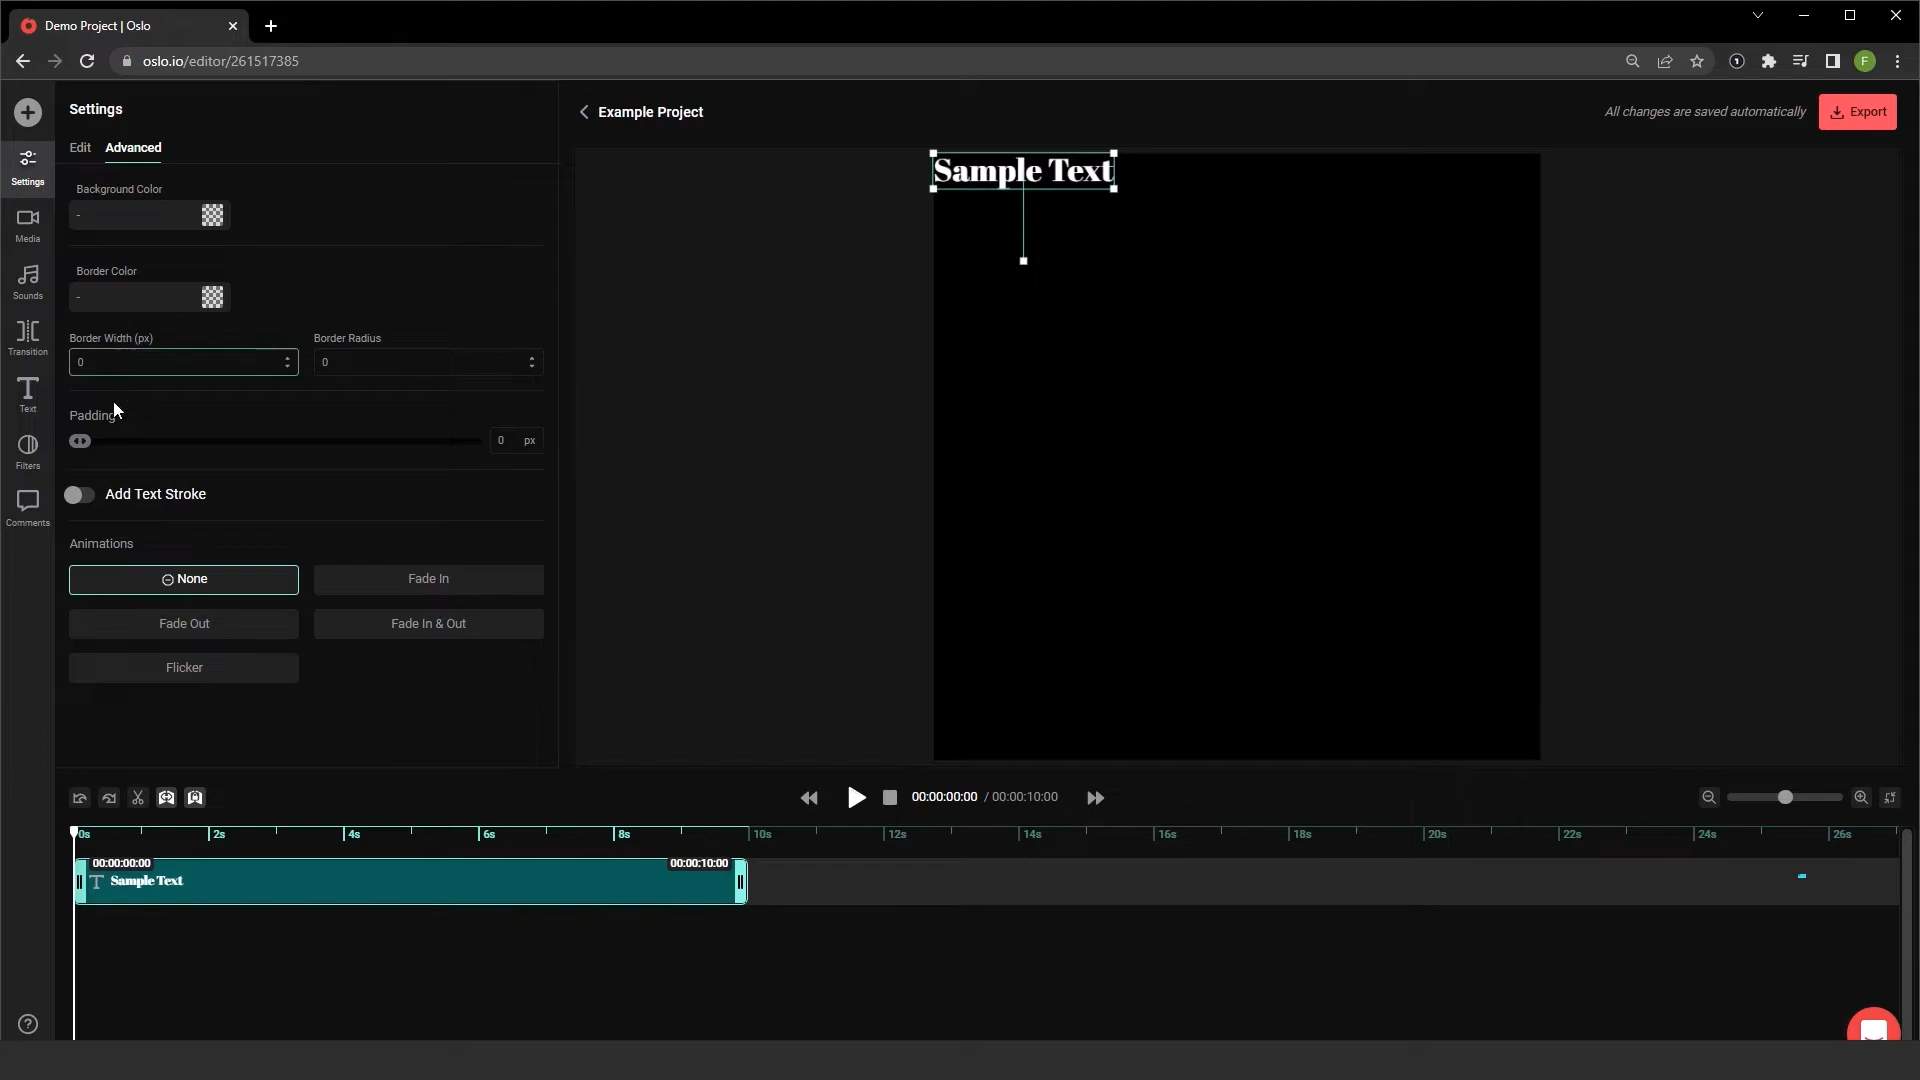 Demo Project | Oslo
oslo.io/editor/261517385
F
Settings
Edit Advanced
Background Color
-
Border Color
-
Border Width (px) Border Radius
0 0
Padding
0 px
Add Text Stroke
Animations
None Fade In
Fade Out Fade In & Out
Flicker
Settings
Media
Sounds
Transition
Text
Filters
Comments
Example Project
All changes are saved automatically Export
Sample Text
00:00:00:00 / 00:00:10:00
0s 2s 4s 6s 8s 10s 12s 14s 16s 18s 20s 22s 24s 26s
00:00:00:00 00:00:10:00
Sample Text